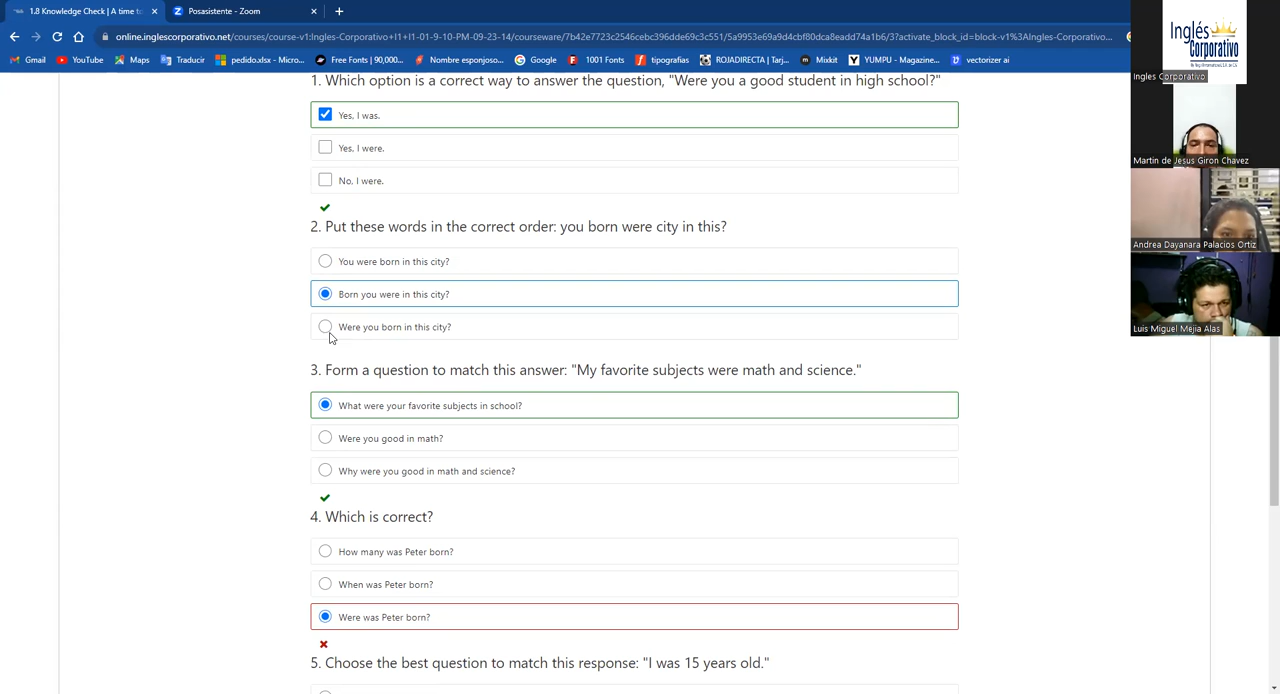 1.8 Knowledge Check | A time to
Posasistente - Zoom
online.inglescorporativo.net/courses/course-v1:Ingles-Corporativo+I1+I1-01-9-10-PM-09-23-14/courseware/7b42e7723c2546cebc396dde69c3c551/5a9953e69a9d4cbf80dca8eadd74a1b6/3?activate_block_id=block-v1%3AIngles-Corporativo...
Gmail YouTube Maps Traducir pedido.xlsx - Micro... Free Fonts | 90,000... Nombre esponjoso... Google 1001 Fonts tipografias ROJADIRECTA | Tarj... Mixkit YUMPU - Magazine... vectorizer ai
1. Which option is a correct way to answer the question, "Were you a good student in high school?"
Yes, I was.
Yes, I were.
No, I were.
2. Put these words in the correct order: you born were city in this?
You were born in this city?
Born you were in this city?
Were you born in this city?
3. Form a question to match this answer: "My favorite subjects were math and science."
What were your favorite subjects in school?
Were you good in math?
Why were you good in math and science?
4. Which is correct?
How many was Peter born?
When was Peter born?
Were was Peter born?
5. Choose the best question to match this response: "I was 15 years old."
Inglés
Corporativo
Ingles Corporativo
Martin de Jesus Giron Chavez
Andrea Dayanara Palacios Ortiz
Luis Miguel Mejia Alas